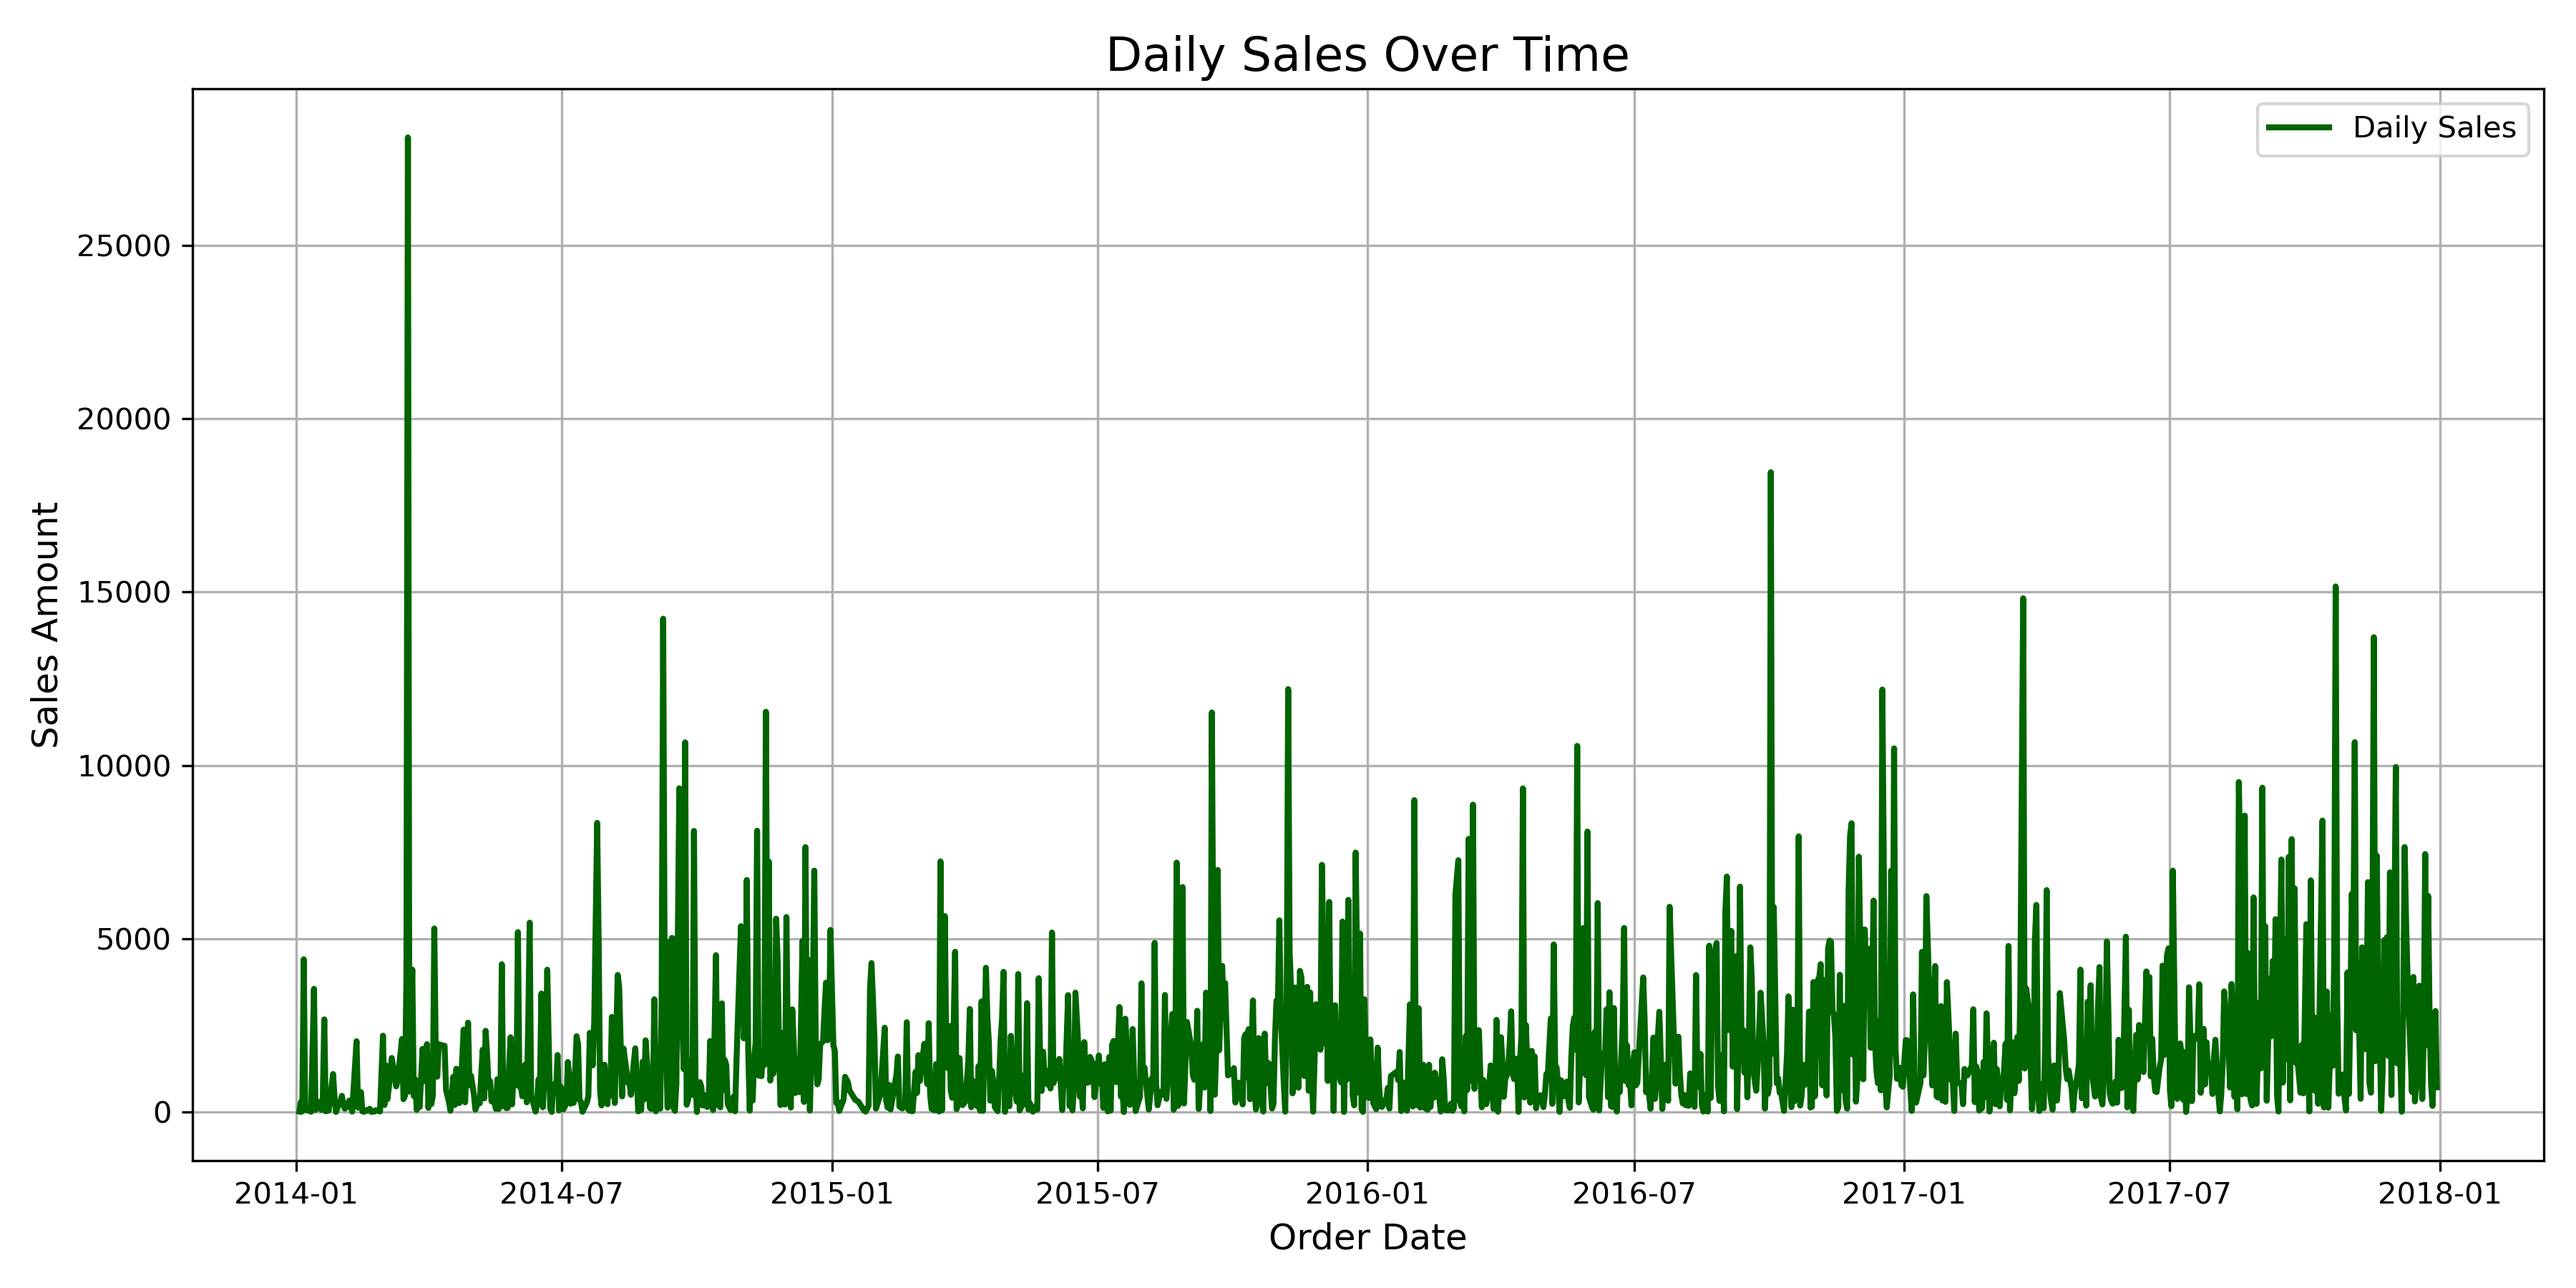 Daily Sales Over Time
Daily Sales
25000
20000
15000
10000
5000
0
Sales Amount
2014-01 2014-07 2015-01 2015-07 2016-01 2016-07 2017-01 2017-07 2018-01
Order Date